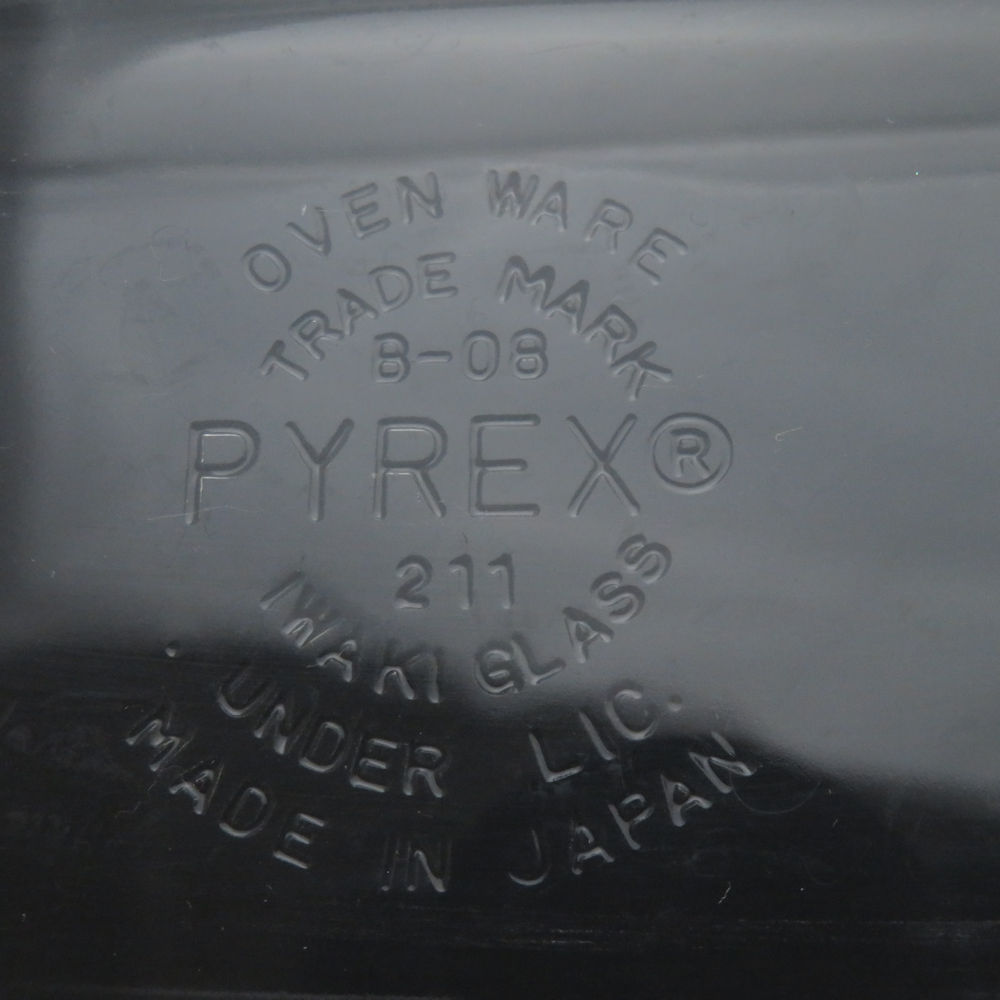 OVEN WARE
TRADE MARK
B-08
PYREX®
211
IWAKI GLASS
UNDER LIC.
MADE IN JAPAN